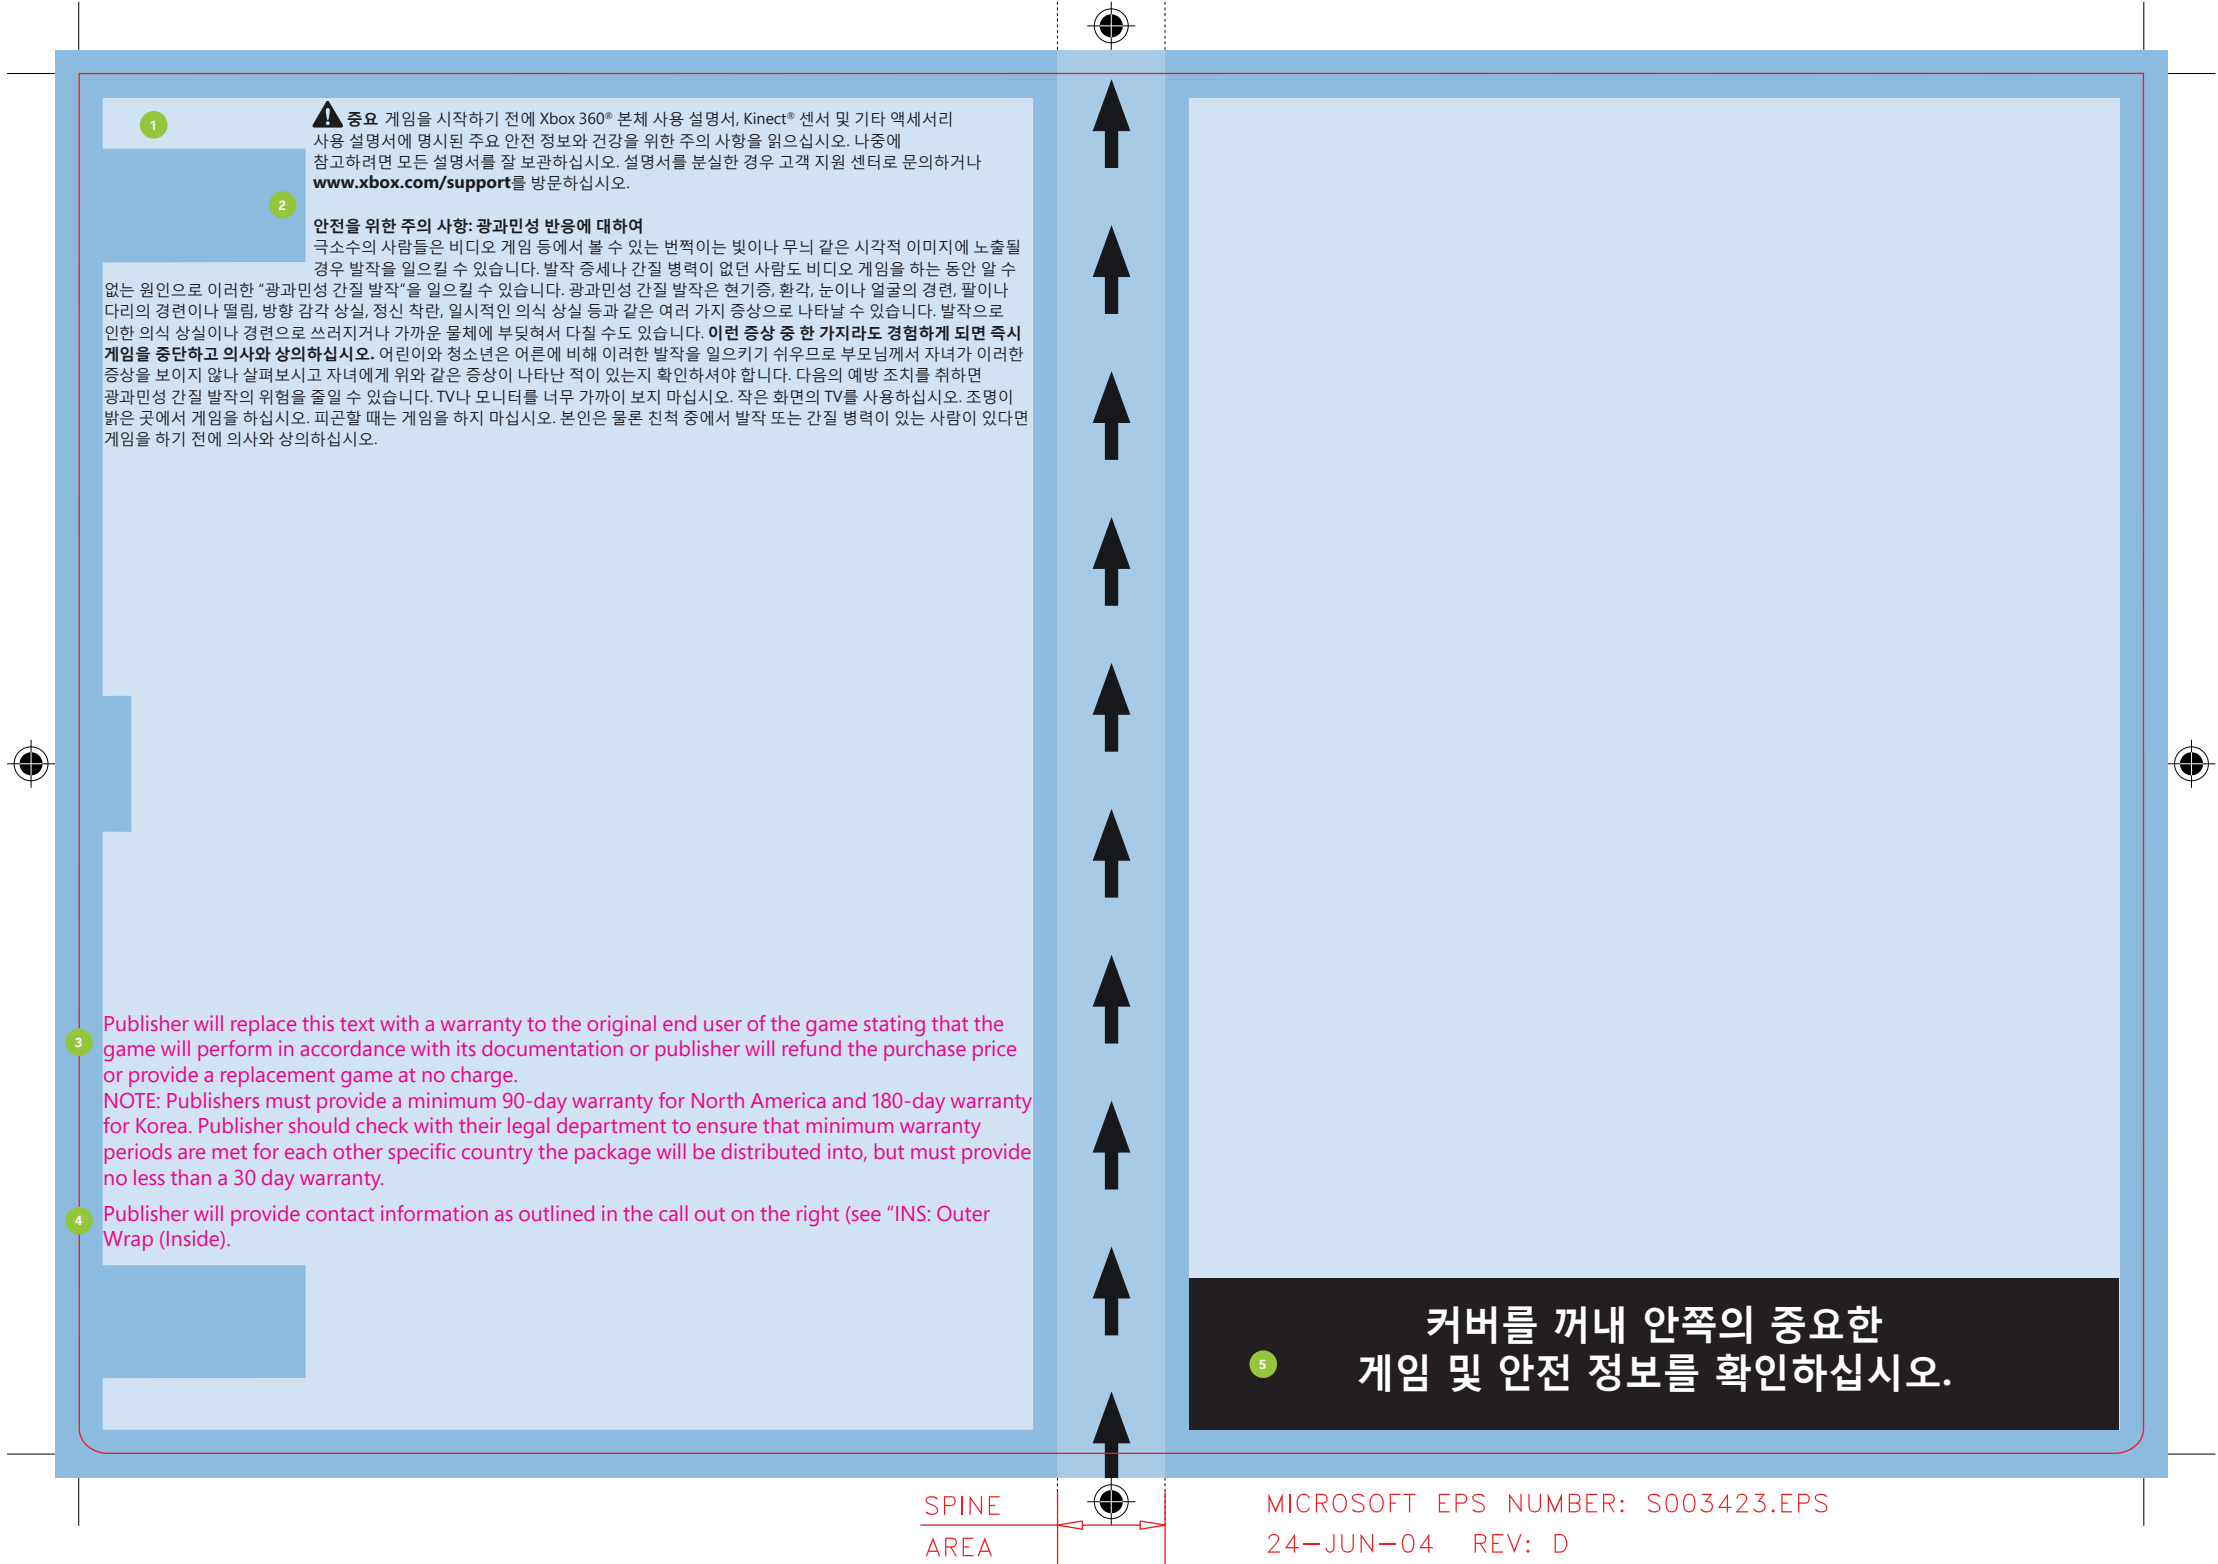 1
중요 게임을 시작하기 전에 Xbox 360® 본체 사용 설명서, Kinect® 센서 및 기타 액세서리
사용 설명서에 명시된 주요 안전 정보와 건강을 위한 주의 사항을 읽으십시오. 나중에
참고하려면 모든 설명서를 잘 보관하십시오. 설명서를 분실한 경우 고객 지원 센터로 문의하거나
www.xbox.com/support를 방문하십시오.
2
안전을 위한 주의 사항: 광과민성 반응에 대하여
극소수의 사람들은 비디오 게임 등에서 볼 수 있는 번쩍이는 빛이나 무늬 같은 시각적 이미지에 노출될
경우 발작을 일으킬 수 있습니다. 발작 증세나 간질 병력이 없던 사람도 비디오 게임을 하는 동안 알 수
없는 원인으로 이러한 “광과민성 간질 발작”을 일으킬 수 있습니다. 광과민성 간질 발작은 현기증, 환각, 눈이나 얼굴의 경련, 팔이나
다리의 경련이나 떨림, 방향 감각 상실, 정신 착란, 일시적인 의식 상실 등과 같은 여러 가지 증상으로 나타날 수 있습니다. 발작으로
인한 의식 상실이나 경련으로 쓰러지거나 가까운 물체에 부딪혀서 다칠 수도 있습니다. 이런 증상 중 한 가지라도 경험하게 되면 즉시
게임을 중단하고 의사와 상의하십시오. 어린이와 청소년은 어른에 비해 이러한 발작을 일으키기 쉬우므로 부모님께서 자녀가 이러한
증상을 보이지 않나 살펴보시고 자녀에게 위와 같은 증상이 나타난 적이 있는지 확인하셔야 합니다. 다음의 예방 조치를 취하면
광과민성 간질 발작의 위험을 줄일 수 있습니다. TV나 모니터를 너무 가까이 보지 마십시오. 작은 화면의 TV를 사용하십시오. 조명이
밝은 곳에서 게임을 하십시오. 피곤할 때는 게임을 하지 마십시오. 본인은 물론 친척 중에서 발작 또는 간질 병력이 있는 사람이 있다면
게임을 하기 전에 의사와 상의하십시오.
3
Publisher will replace this text with a warranty to the original end user of the game stating that the
game will perform in accordance with its documentation or publisher will refund the purchase price
or provide a replacement game at no charge.
NOTE: Publishers must provide a minimum 90-day warranty for North America and 180-day warranty
for Korea. Publisher should check with their legal department to ensure that minimum warranty
periods are met for each other specific country the package will be distributed into, but must provide
no less than a 30 day warranty.
4
Publisher will provide contact information as outlined in the call out on the right (see “INS: Outer
Wrap (Inside).
커버를 꺼내 안쪽의 중요한
5
게임 및 안전 정보를 확인하십시오.
SPINE
AREA
MICROSOFT EPS NUMBER: S003423.EPS
24-JUN-04 REV: D